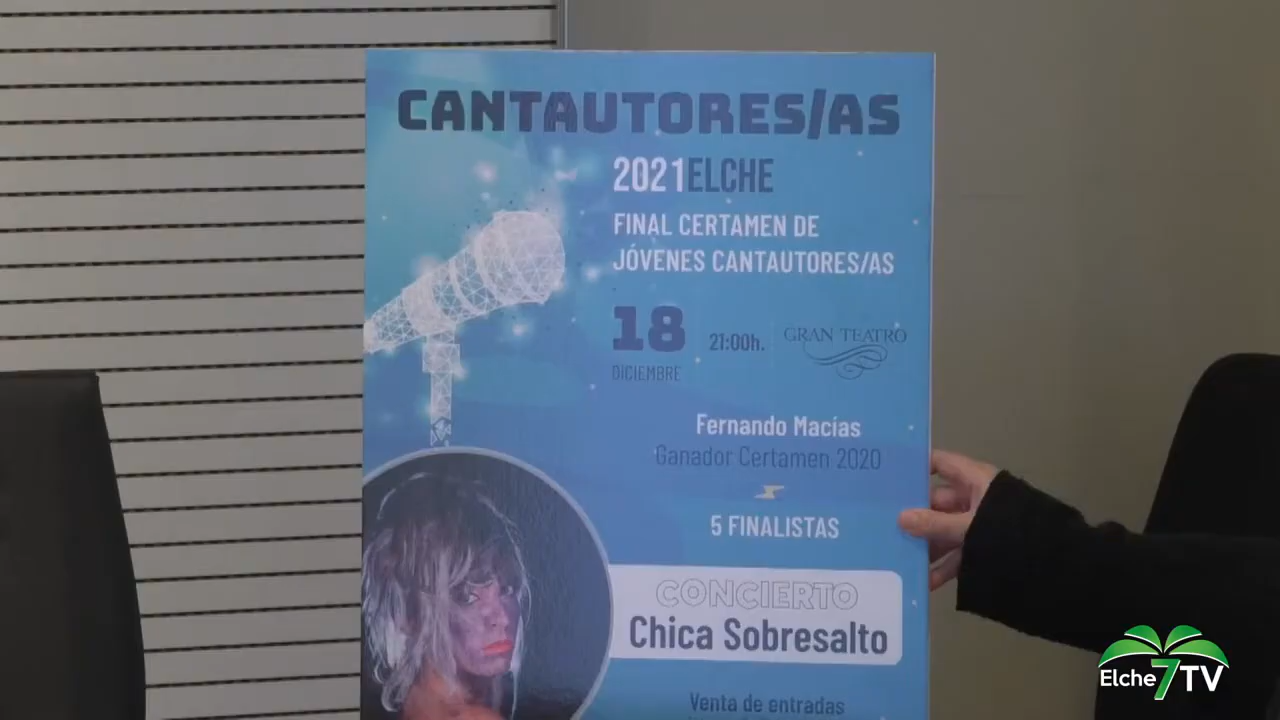 CANTAUTORES/AS
2021ELCHE
FINAL CERTAMEN DE
JÓVENES CANTAUTORES/AS
18
DICIEMBRE
21:00h.
GRAN TEATRO
Fernando Macías
Ganador Certamen 2020
5 FINALISTAS
CONCIERTO
Chica Sobresalto
Venta de entradas
Elche 7 TV